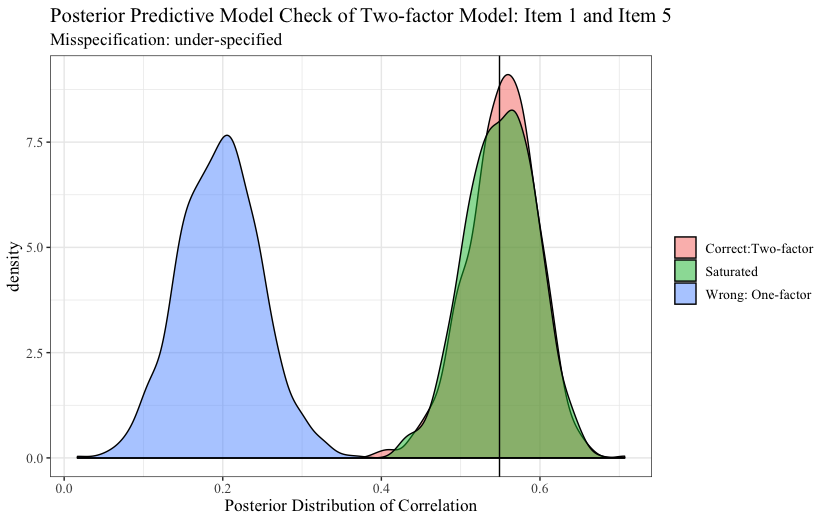 Posterior Predictive Model Check of Two-factor Model: Item 1 and Item 5
Misspecification: under-specified
7.5
5.0
2.5
0.0
density
0.0 0.2 0.4 0.6
Posterior Distribution of Correlation
Correct:Two-factor
Saturated
Wrong: One-factor